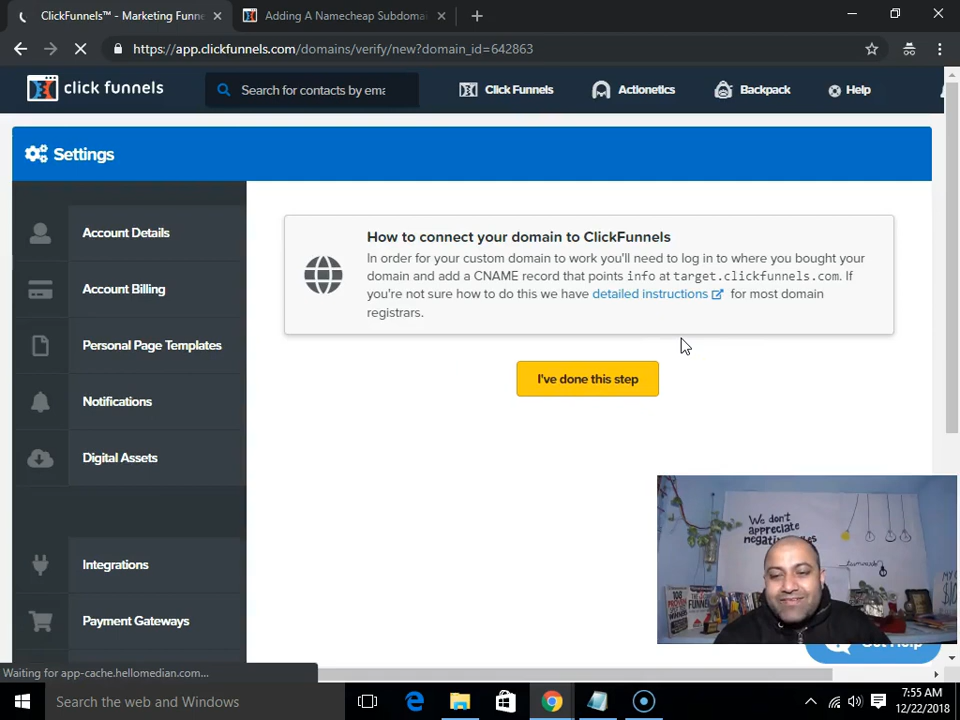 ClickFunnels™ - Marketing Funne
Adding A Namecheap Subdoma
https://app.clickfunnels.com/domains/verify/new?domain_id=642863
click funnels
Search for contacts by ema
Click Funnels
Actionetics
Backpack
Help
Settings
Account Details
Account Billing
Personal Page Templates
Notifications
Digital Assets
Integrations
Payment Gateways
How to connect your domain to ClickFunnels
In order for your custom domain to work you'll need to log in to where you bought your
domain and add a CNAME record that points info at target.clickfunnels.com. If
you're not sure how to do this we have detailed instructions for most domain
registrars.
I've done this step
We don't
appreciate
Get Help
Waiting for app-cache.hellomedian.com...
Search the web and Windows
7:55 AM
12/22/2018